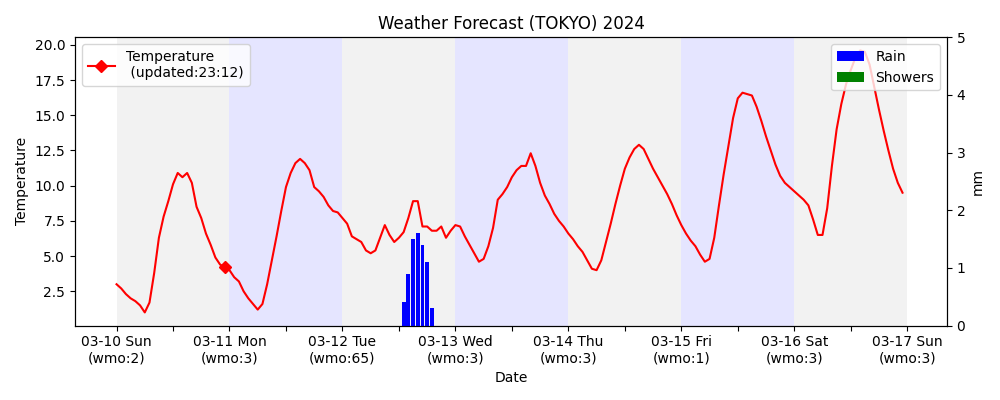 Weather Forecast (TOKYO) 2024
Temperature
(updated:23:12)
Rain
Showers
20.0
17.5
15.0
12.5
10.0
7.5
5.0
2.5
Temperature
5
4
3
2
1
0
mm
03-10 Sun
(wmo:2)
03-11 Mon
(wmo:3)
03-12 Tue
(wmo:65)
03-13 Wed
(wmo:3)
03-14 Thu
(wmo:3)
03-15 Fri
(wmo:1)
03-16 Sat
(wmo:3)
03-17 Sun
(wmo:3)
Date